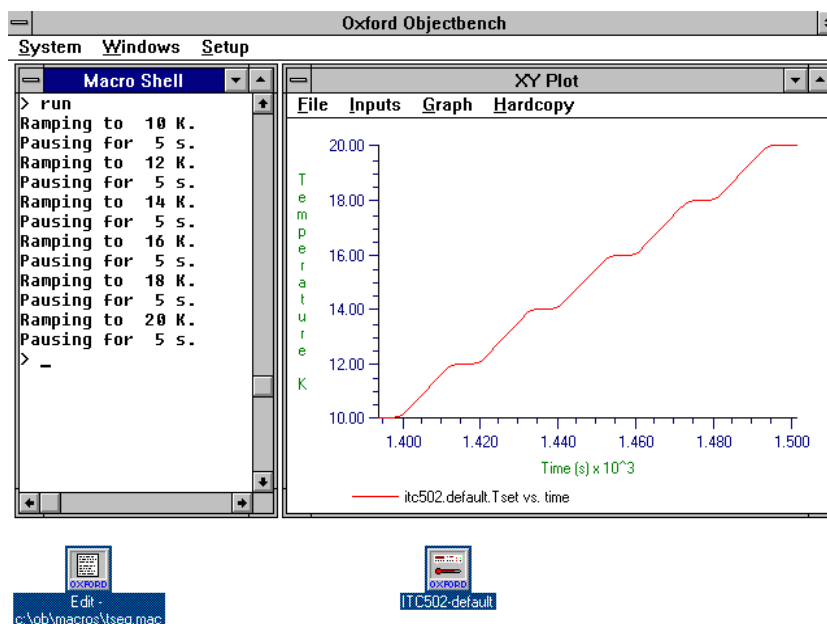 Oxford Objectbench
System Windows Setup
Macro Shell
> run
Ramping to 10 K.
Pausing for 5 s.
Ramping to 12 K.
Pausing for 5 s.
Ramping to 14 K.
Pausing for 5 s.
Ramping to 16 K.
Pausing for 5 s.
Ramping to 18 K.
Pausing for 5 s.
Ramping to 20 K.
Pausing for 5 s.
> _
XY Plot
File Inputs Graph Hardcopy
Temperature K
20.00
18.00
16.00
14.00
12.00
10.00
1.400 1.420 1.440 1.460 1.480 1.500
Time (s) x 10^3
itc502.default.Tset vs. time
OXFORD
Edit -
c:\ob\macros\tseq.mac
OXFORD
ITC502-default